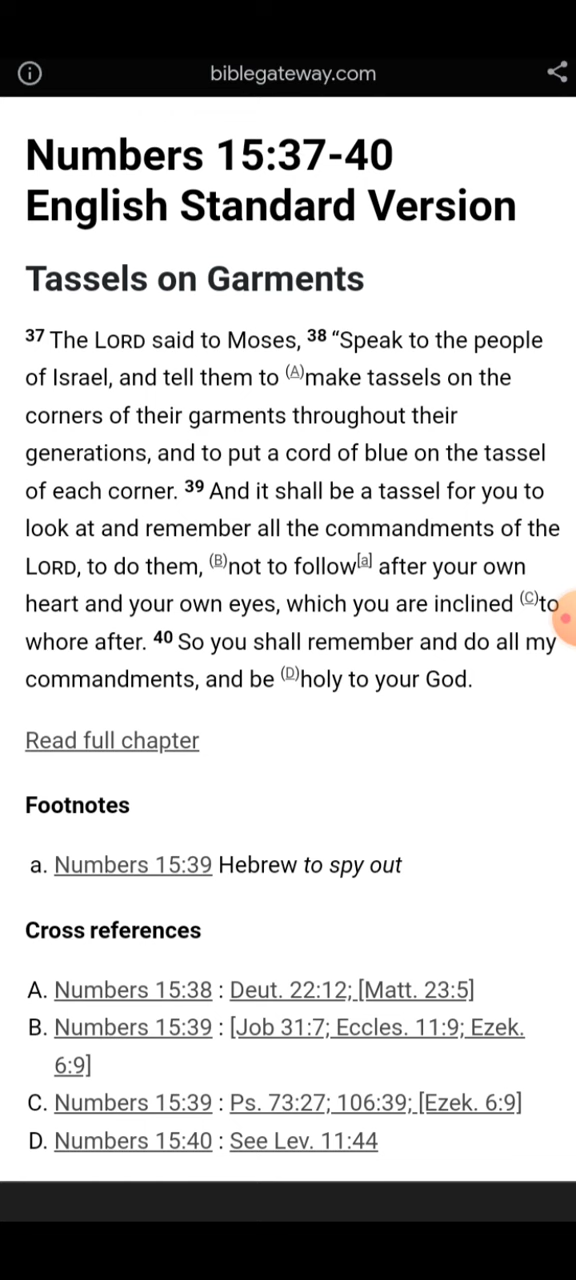 biblegateway.com
Numbers 15:37-40
English Standard Version
Tassels on Garments
37 The LORD said to Moses, 38 “Speak to the people
of Israel, and tell them to (A)make tassels on the
corners of their garments throughout their
generations, and to put a cord of blue on the tassel
of each corner. 39 And it shall be a tassel for you to
look at and remember all the commandments of the
LORD, to do them, (B)not to follow[a] after your own
heart and your own eyes, which you are inclined (C)to
whore after. 40 So you shall remember and do all my
commandments, and be (D)holy to your God.
Read full chapter
Footnotes
a. Numbers 15:39 Hebrew to spy out
Cross references
A. Numbers 15:38 : Deut. 22:12; [Matt. 23:5]
B. Numbers 15:39 : [Job 31:7; Eccles. 11:9; Ezek.
6:9]
C. Numbers 15:39 : Ps. 73:27; 106:39; [Ezek. 6:9]
D. Numbers 15:40 : See Lev. 11:44